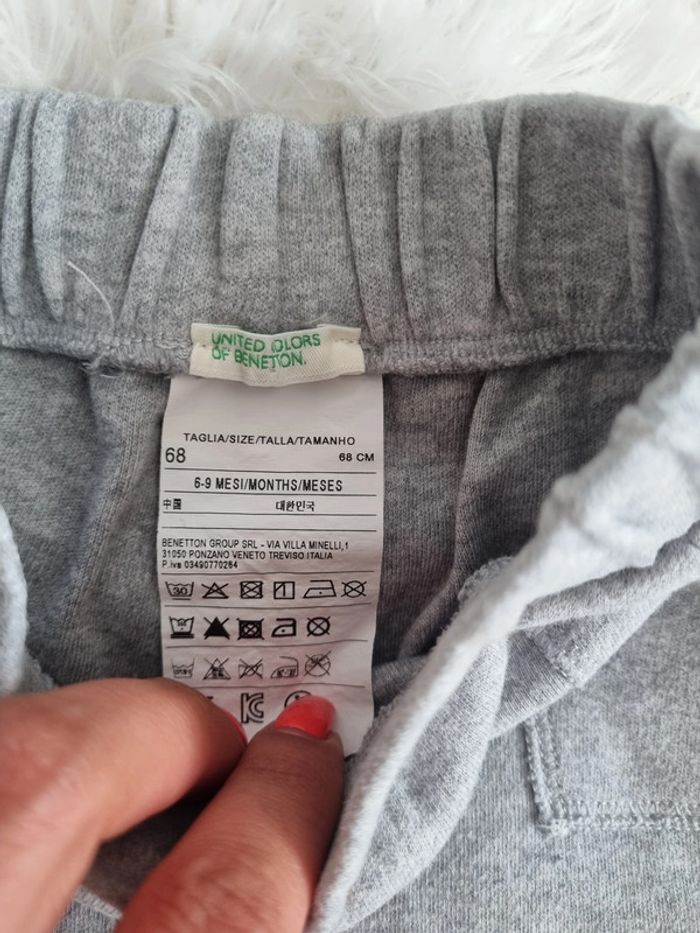 UNITED COLORS
OF BENETTON.
TAGLIA/SIZE/TALLA/TAMANHO
68 68 CM
6-9 MESI/MONTHS/MESES
中国 대한민국
BENETTON GROUP SRL - VIA VILLA MINELLI,1
31050 PONZANO VENETO TREVISO ITALIA
P.iva 03490770264
30